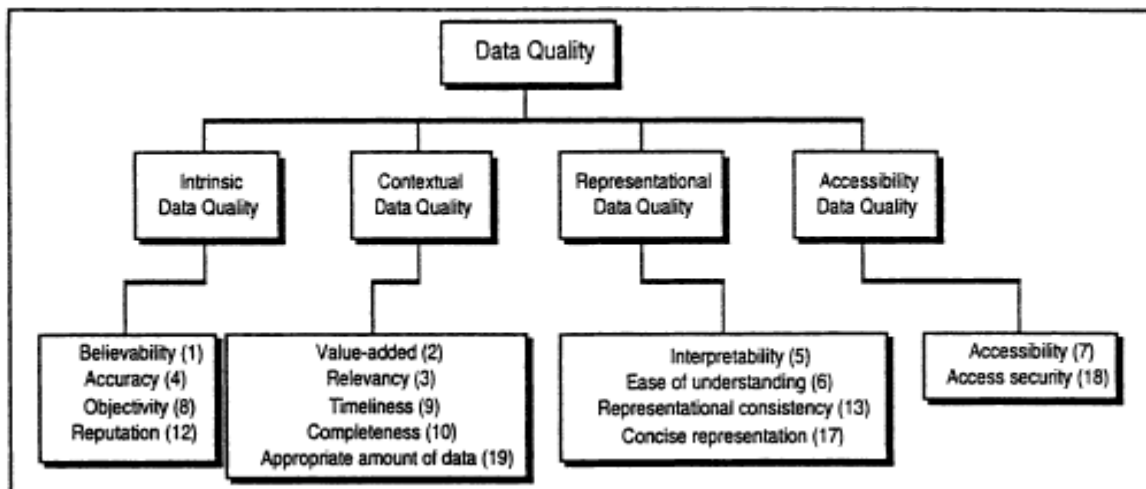 Data Quality
Intrinsic
Data Quality
Contextual
Data Quality
Representational
Data Quality
Accessibility
Data Quality
Believability (1)
Accuracy (4)
Objectivity (8)
Reputation (12)
Value-added (2)
Relevancy (3)
Timeliness (9)
Completeness (10)
Appropriate amount of data (19)
Interpretability (5)
Ease of understanding (6)
Representational consistency (13)
Concise representation (17)
Accessibility (7)
Access security (18)